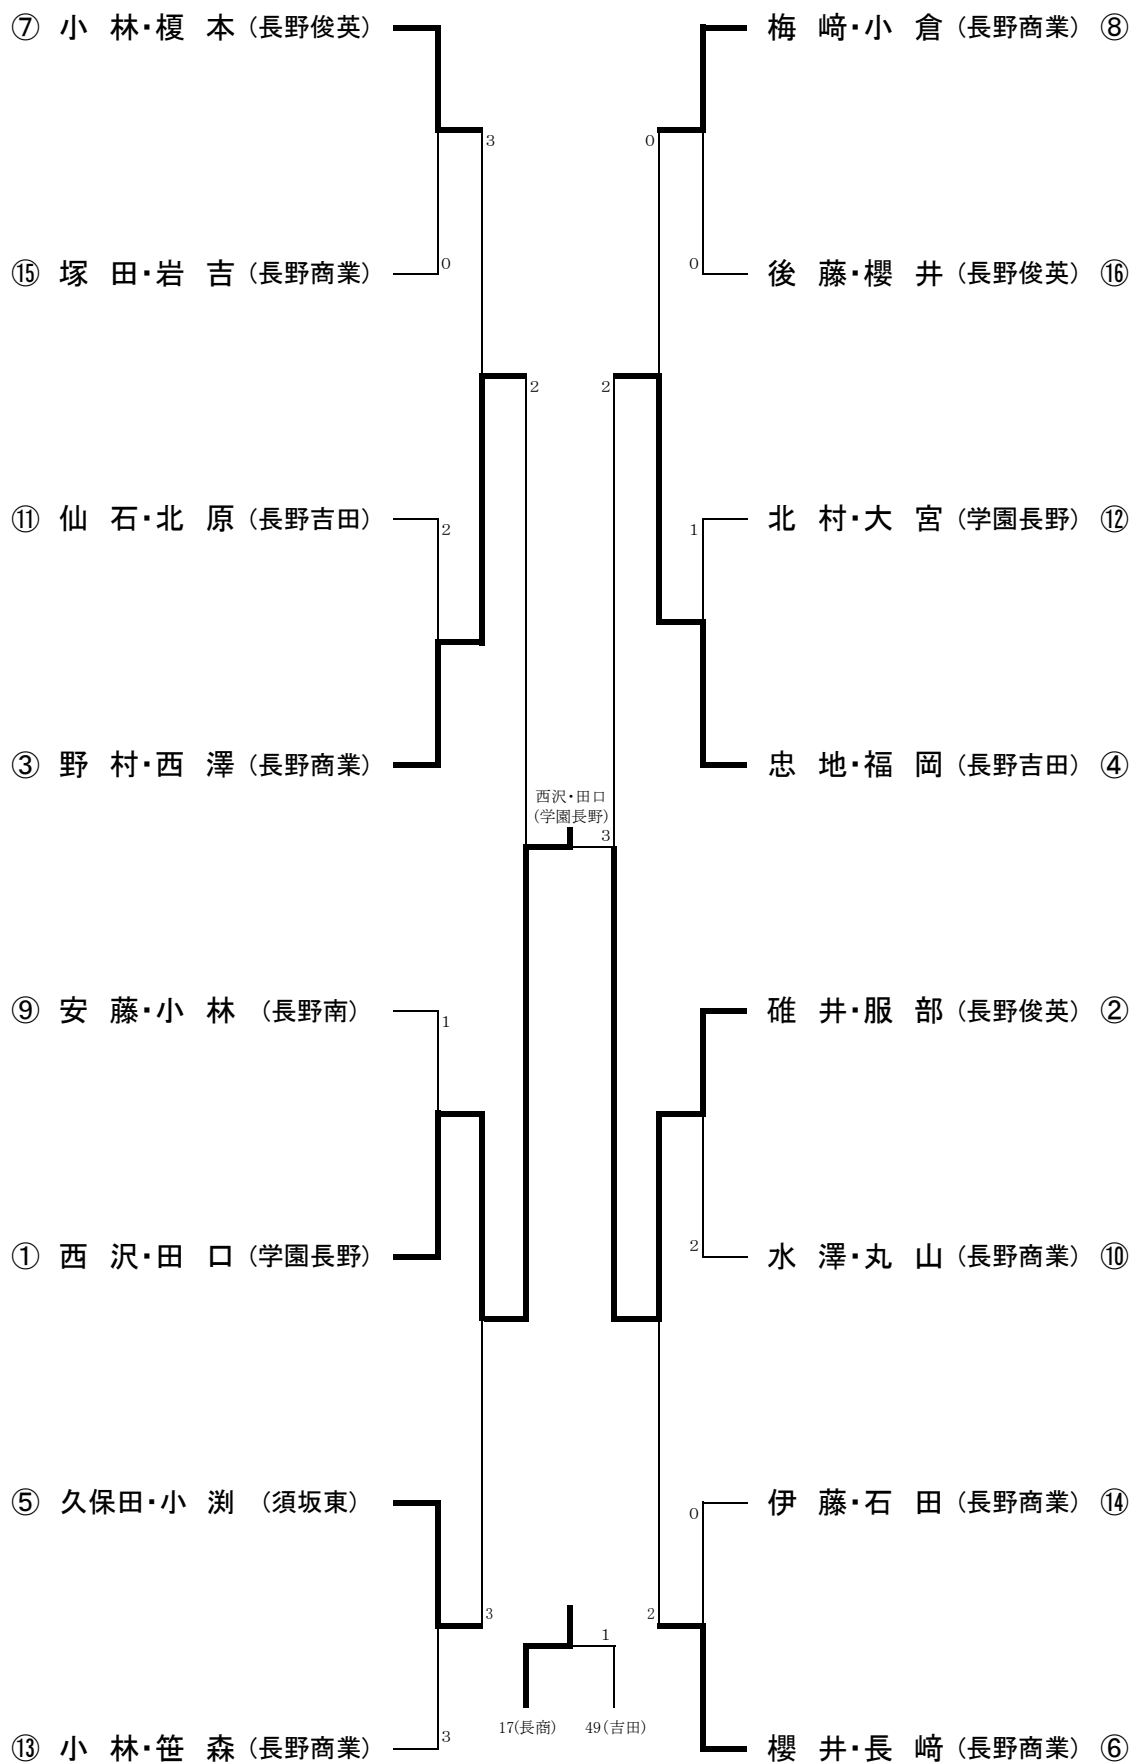 ⑦ 小 林・榎 本 (長野俊英)
梅 﨑・小 倉 (長野商業) ⑧
3
0
⑮ 塚 田・岩 吉 (長野商業)
0
0
後 藤・櫻 井 (長野俊英) ⑯
2
2
⑪ 仙 石・北 原 (長野吉田)
2
1
北 村・大 宮 (学園長野) ⑫
③ 野 村・西 澤 (長野商業)
忠 地・福 岡 (長野吉田) ④
西沢・田口
(学園長野)
3
⑨ 安 藤・小 林 (長野南)
1
碓 井・服 部 (長野俊英) ②
① 西 沢・田 口 (学園長野)
2
水 澤・丸 山 (長野商業) ⑩
⑤ 久保田・小 渕 (須坂東)
0
伊 藤・石 田 (長野商業) ⑭
3
2
1
17(長商)
49(吉田)
⑬ 小 林・笹 森 (長野商業)
3
櫻 井・長 﨑 (長野商業) ⑥